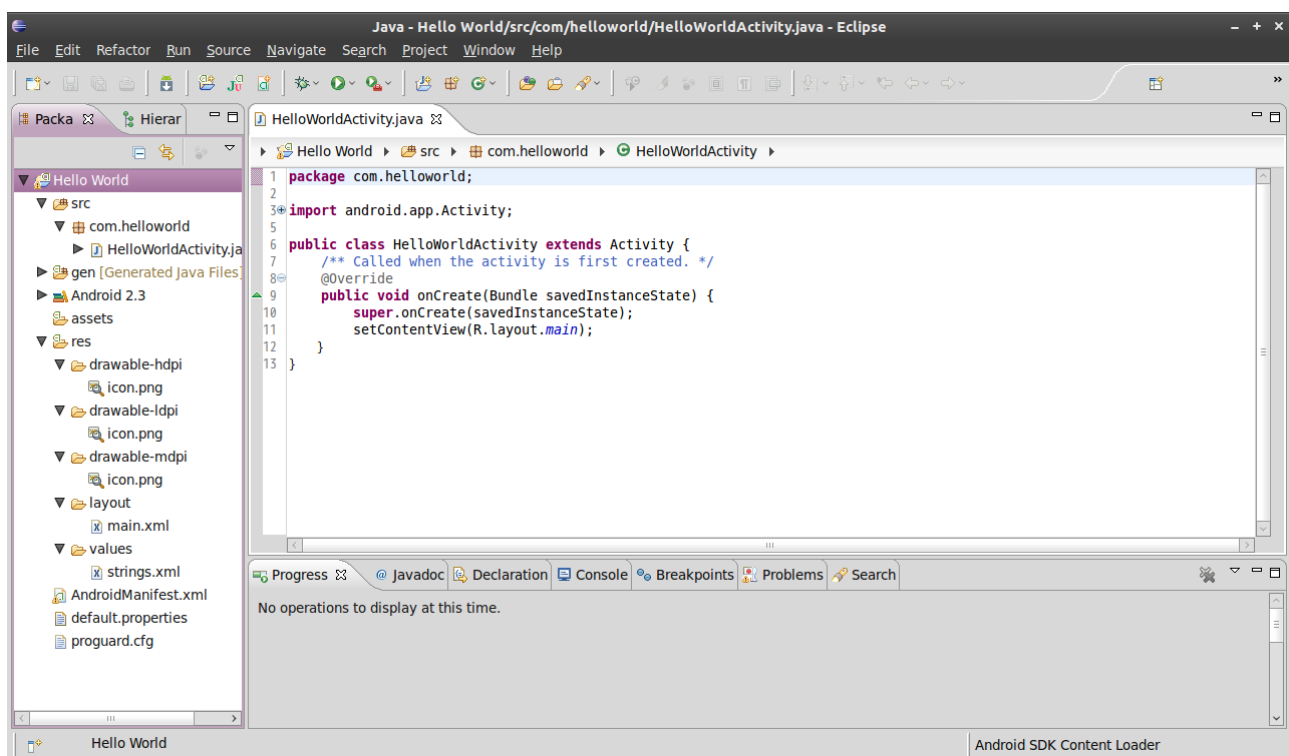 Java - Hello World/src/com/helloworld/HelloWorldActivity.java - Eclipse
File Edit Refactor Run Source Navigate Search Project Window Help
Packa Hierar
Hello World
src
com.helloworld
HelloWorldActivity.ja
gen [Generated Java Files]
Android 2.3
assets
res
drawable-hdpi
icon.png
drawable-ldpi
icon.png
drawable-mdpi
icon.png
layout
main.xml
values
strings.xml
AndroidManifest.xml
default.properties
proguard.cfg
HelloWorldActivity.java
Hello World src com.helloworld HelloWorldActivity
1 package com.helloworld;
2
3 import android.app.Activity;
5
6 public class HelloWorldActivity extends Activity {
7     /** Called when the activity is first created. */
8     @Override
9     public void onCreate(Bundle savedInstanceState) {
10         super.onCreate(savedInstanceState);
11         setContentView(R.layout.main);
12     }
13 }
Progress @ Javadoc Declaration Console Breakpoints Problems Search
No operations to display at this time.
Hello World
Android SDK Content Loader